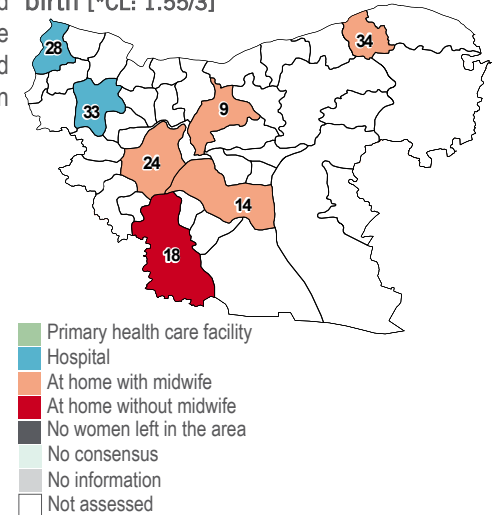 d birth [*CL: 1.55/3]
e
d
n
28
34
33
9
24
14
18
Primary health care facility
Hospital
At home with midwife
At home without midwife
No women left in the area
No consensus
No information
Not assessed